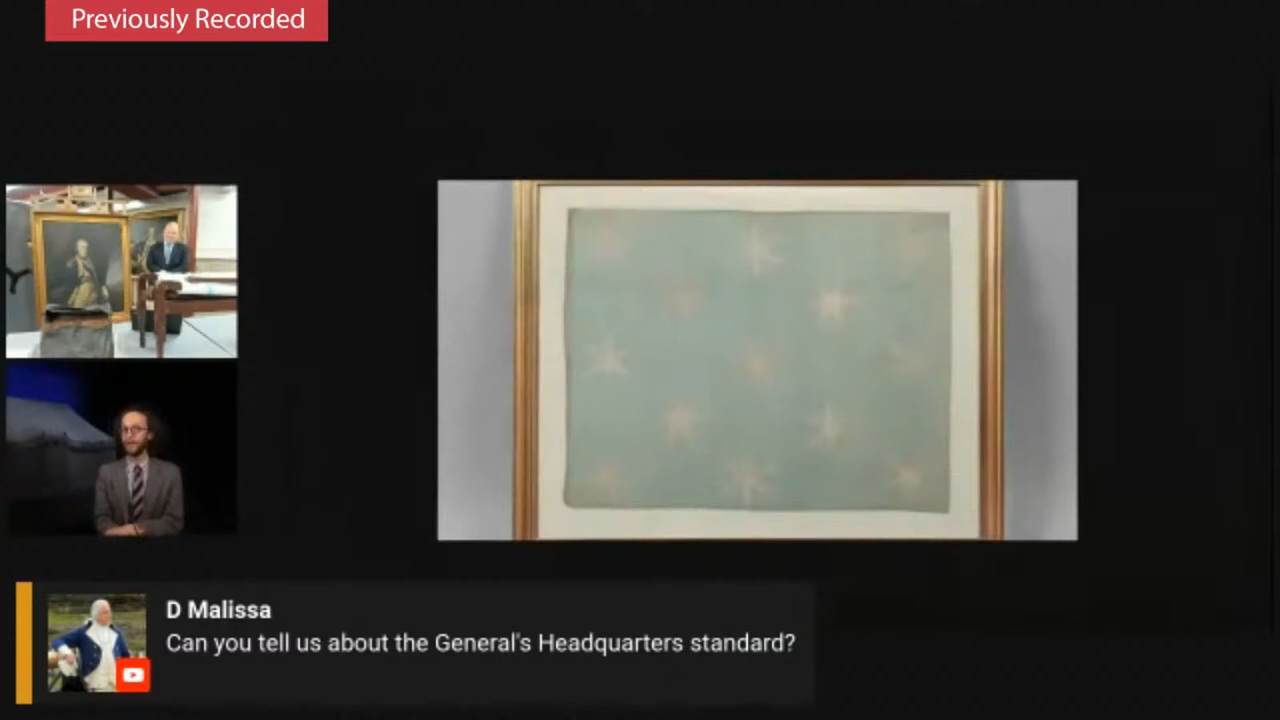 Previously Recorded
D Malissa
Can you tell us about the General's Headquarters standard?